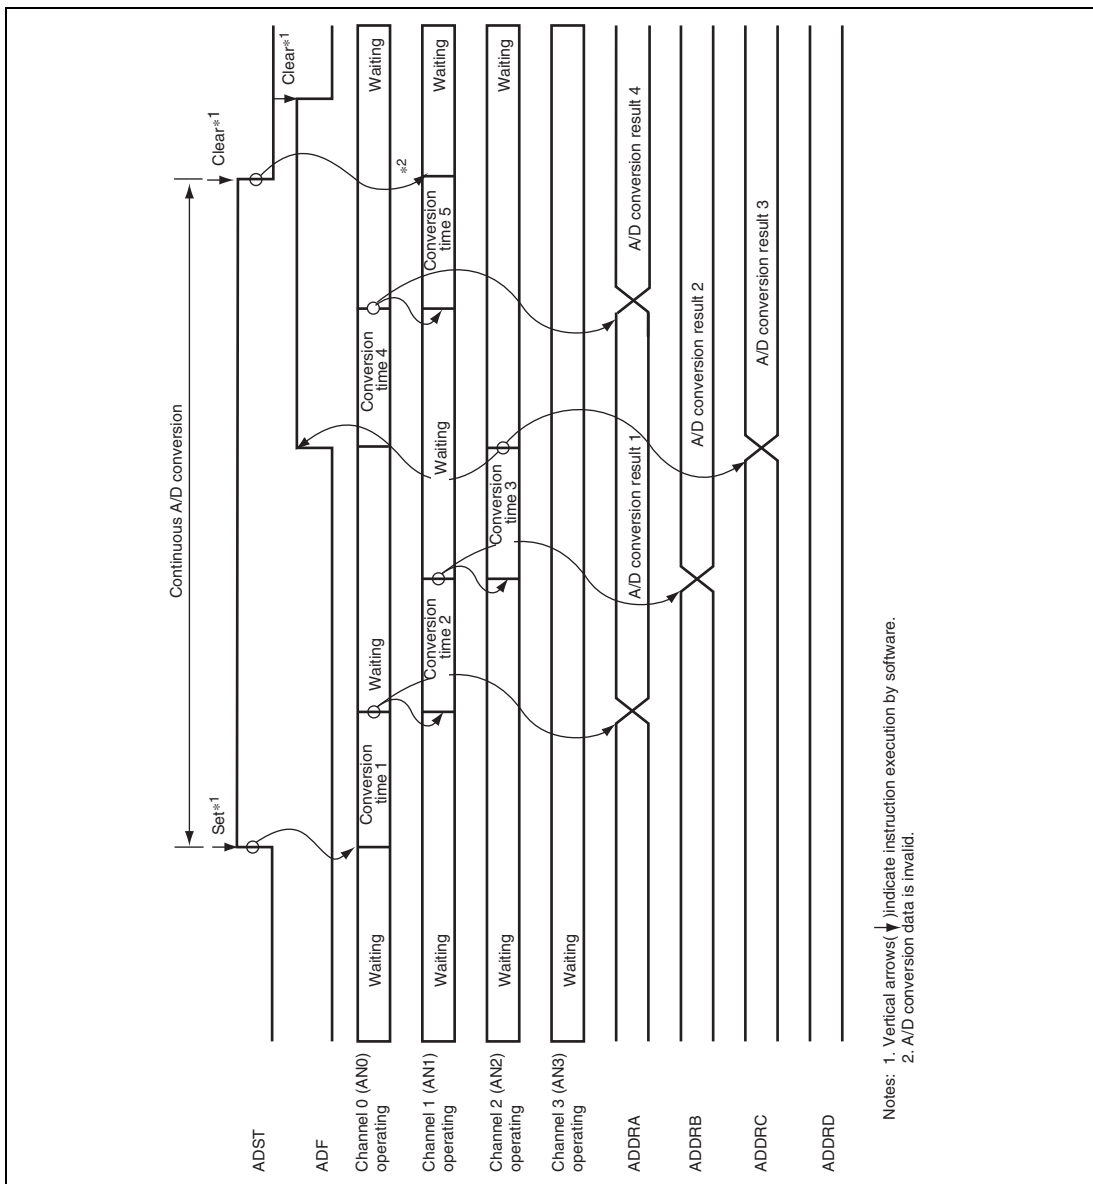 Continuous A/D conversion
Set*1
Clear*1
ADST
Clear*1
ADF
Channel 0 (AN0)
operating
Waiting
Conversion
time 1
Waiting
Conversion
time 4
Waiting
Channel 1 (AN1)
operating
Waiting
Conversion
time 2
Waiting
Conversion
time 5
*2
Waiting
Channel 2 (AN2)
operating
Waiting
Conversion
time 3
Waiting
Channel 3 (AN3)
operating
Waiting
ADDRA
A/D conversion result 1
A/D conversion result 4
ADDRB
A/D conversion result 2
ADDRC
A/D conversion result 3
ADDRD
Notes: 1. Vertical arrows( )indicate instruction execution by software.
2. A/D conversion data is invalid.